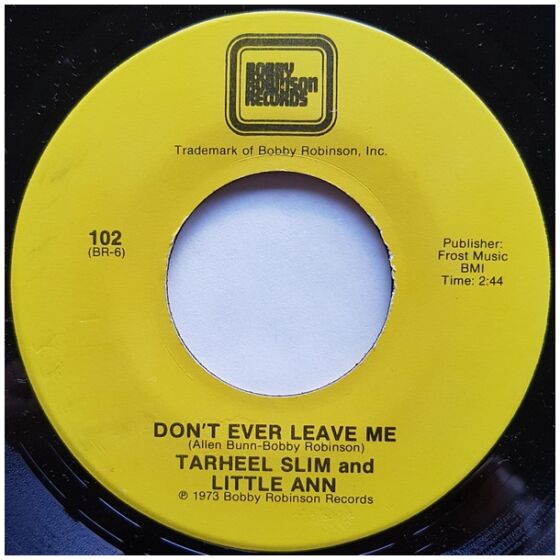 BOBBY
ROBINSON
RECORDS
Trademark of Bobby Robinson, Inc.
102
(BR-6)
Publisher:
Frost Music
BMI
Time: 2:44
DON'T EVER LEAVE ME
(Allen Bunn-Bobby Robinson)
TARHEEL SLIM and
LITTLE ANN
℗ 1973 Bobby Robinson Records